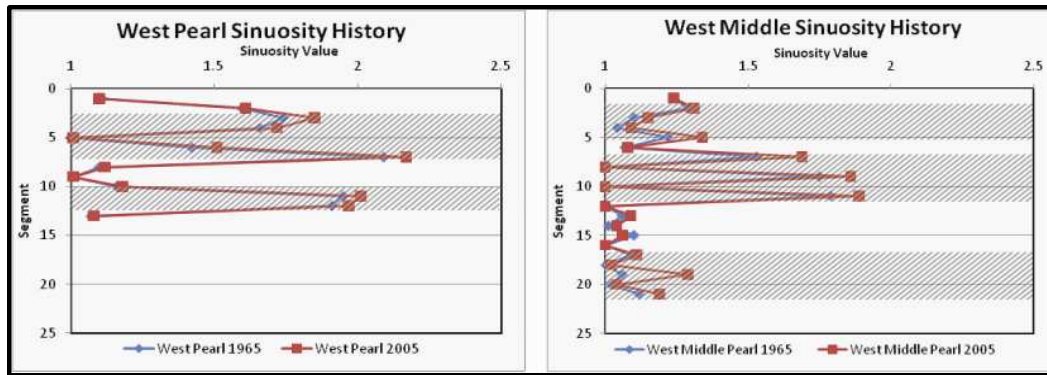 West Pearl Sinuosity History
Sinuosity Value
1 1.5 2 2.5
0
5
10
15
20
25
Segment
West Pearl 1965 West Pearl 2005
West Middle Sinuosity History
Sinuosity Value
1 1.5 2 2.5
0
5
10
15
20
25
Segment
West Middle Pearl 1965 West Middle Pearl 2005